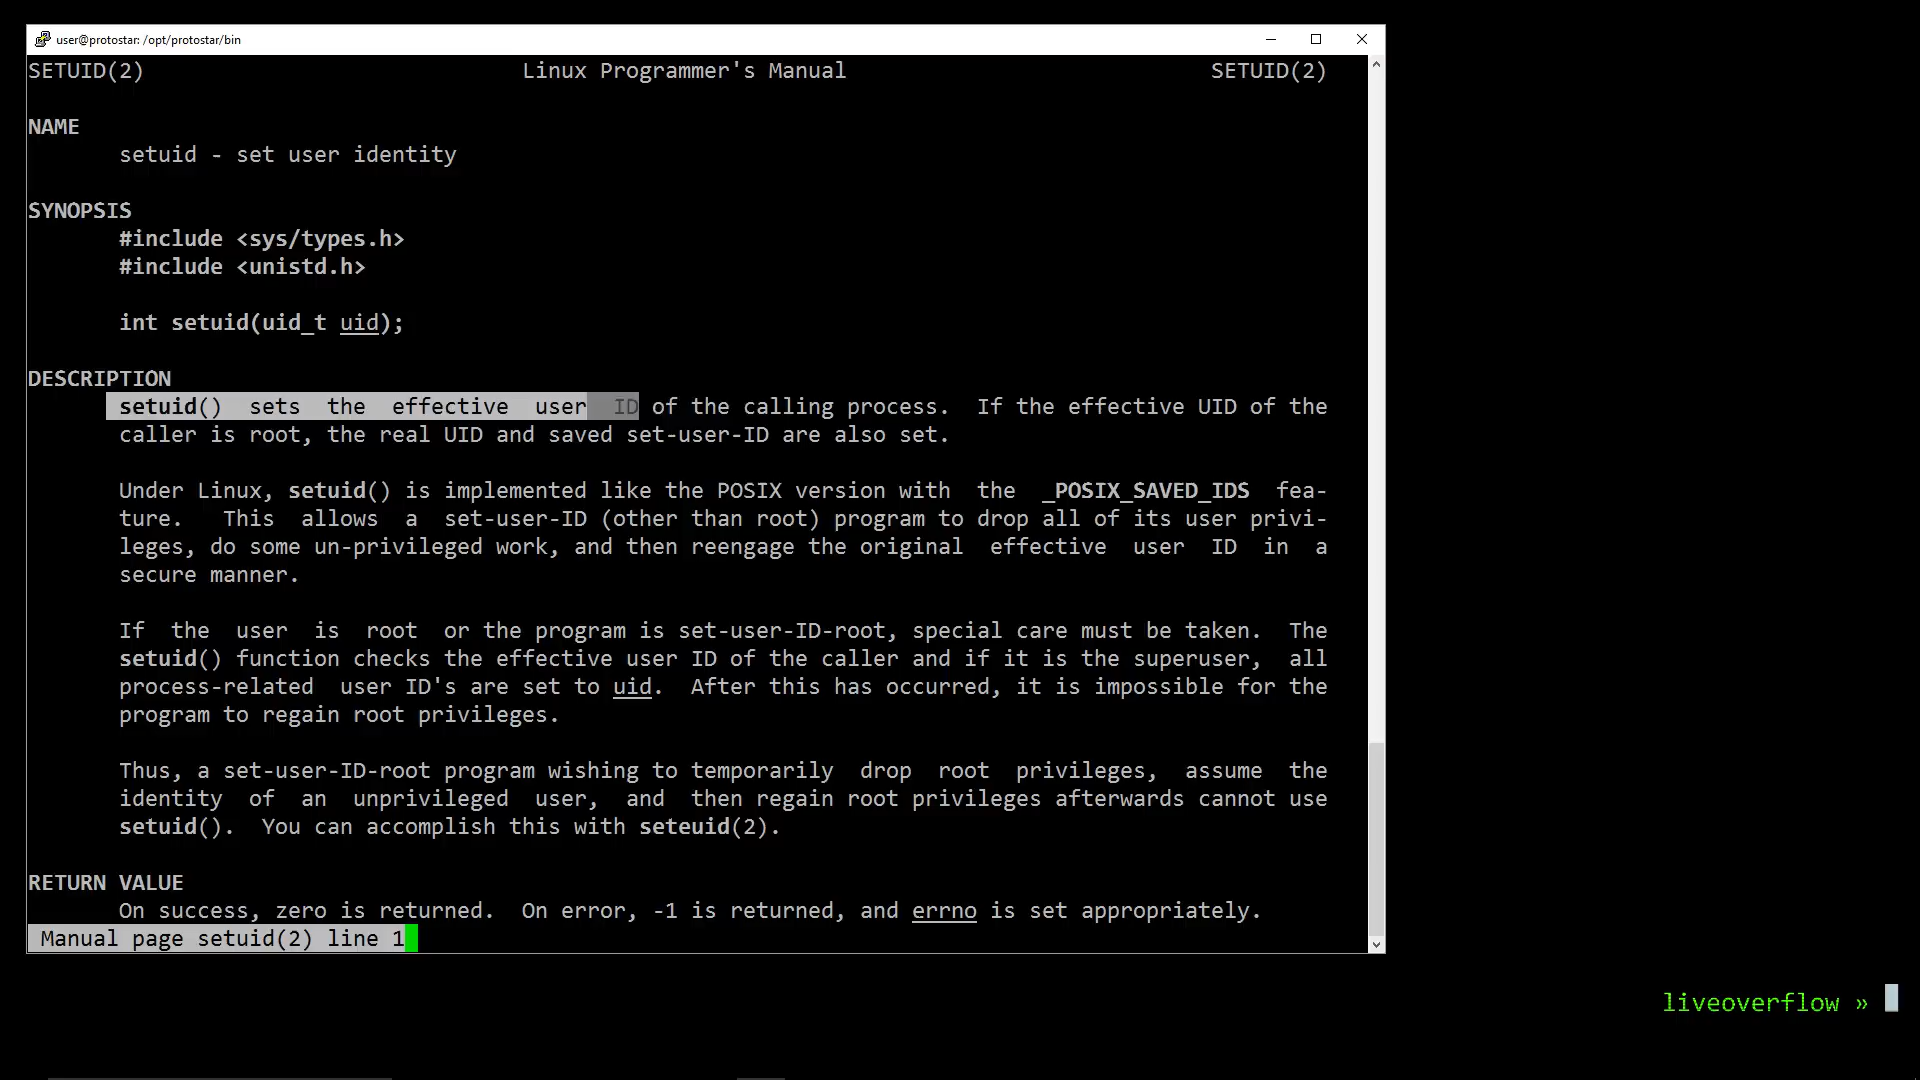 user@protostar: /opt/protostar/bin
SETUID(2) Linux Programmer's Manual SETUID(2)
NAME
setuid - set user identity
SYNOPSIS
#include <sys/types.h>
#include <unistd.h>
int setuid(uid_t uid);
DESCRIPTION
setuid() sets the effective user ID of the calling process. If the effective UID of the
caller is root, the real UID and saved set-user-ID are also set.
Under Linux, setuid() is implemented like the POSIX version with the _POSIX_SAVED_IDS fea-
ture. This allows a set-user-ID (other than root) program to drop all of its user privi-
leges, do some un-privileged work, and then reengage the original effective user ID in a
secure manner.
If the user is root or the program is set-user-ID-root, special care must be taken. The
setuid() function checks the effective user ID of the caller and if it is the superuser, all
process-related user ID's are set to uid. After this has occurred, it is impossible for the
program to regain root privileges.
Thus, a set-user-ID-root program wishing to temporarily drop root privileges, assume the
identity of an unprivileged user, and then regain root privileges afterwards cannot use
setuid(). You can accomplish this with seteuid(2).
RETURN VALUE
On success, zero is returned. On error, -1 is returned, and errno is set appropriately.
Manual page setuid(2) line 1
liveoverflow »